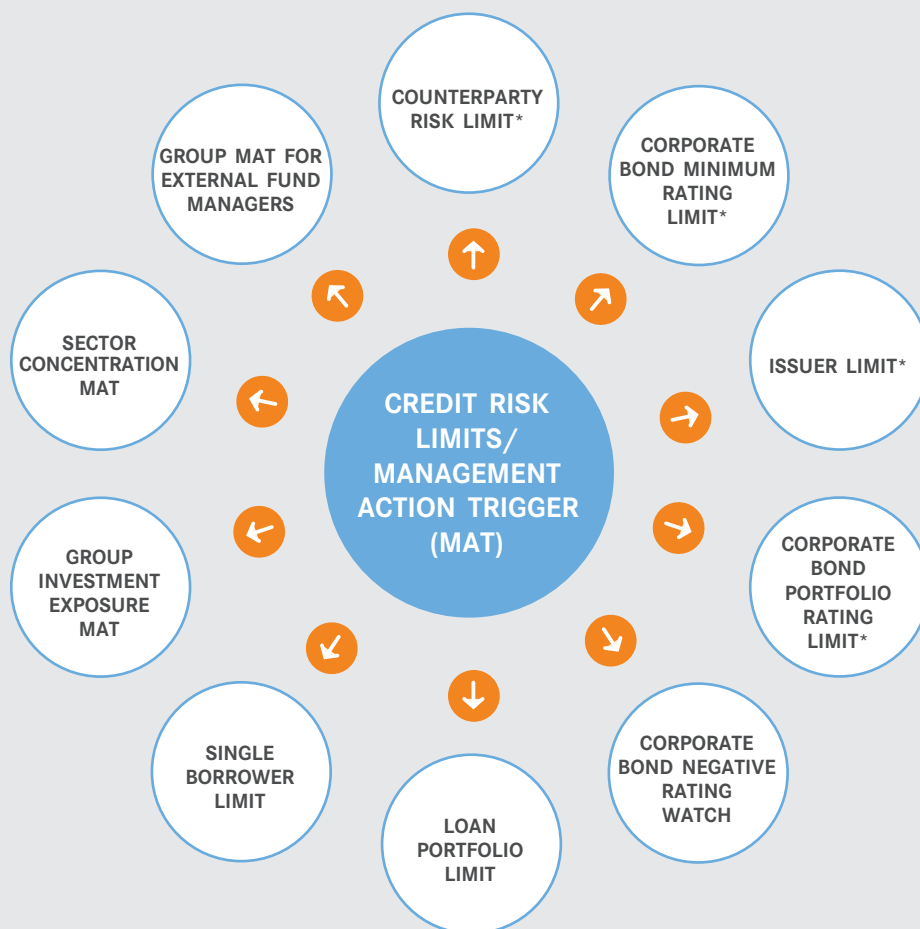 COUNTERPARTY
RISK LIMIT*
CORPORATE
BOND MINIMUM
RATING
LIMIT*
ISSUER LIMIT*
CORPORATE
BOND
PORTFOLIO
RATING
LIMIT*
CORPORATE
BOND NEGATIVE
RATING
WATCH
LOAN
PORTFOLIO
LIMIT
SINGLE
BORROWER
LIMIT
GROUP
INVESTMENT
EXPOSURE
MAT
SECTOR
CONCENTRATION
MAT
GROUP MAT FOR
EXTERNAL FUND
MANAGERS
CREDIT RISK
LIMITS/
MANAGEMENT
ACTION TRIGGER
(MAT)